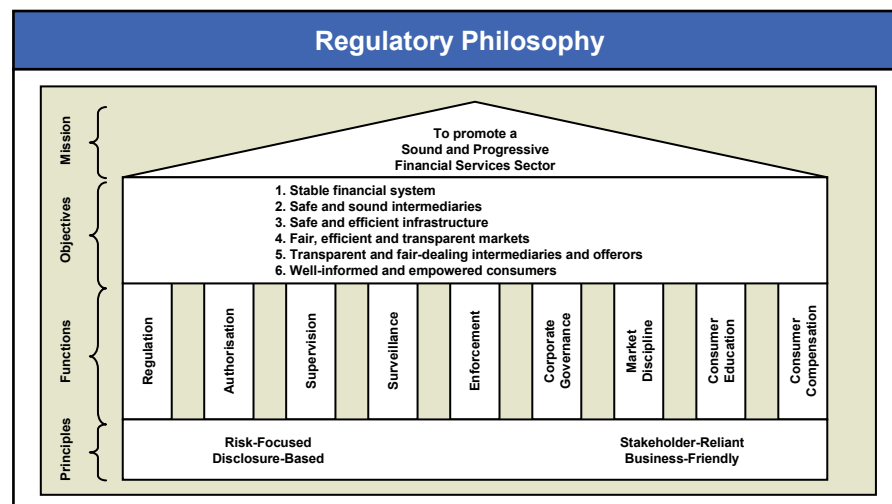 Regulatory Philosophy
Mission
To promote a
Sound and Progressive
Financial Services Sector
Objectives
1. Stable financial system
2. Safe and sound intermediaries
3. Safe and efficient infrastructure
4. Fair, efficient and transparent markets
5. Transparent and fair-dealing intermediaries and offerors
6. Well-informed and empowered consumers
Functions
Regulation
Authorisation
Supervision
Surveillance
Enforcement
Corporate
Governance
Market
Discipline
Consumer
Education
Consumer
Compensation
Principles
Risk-Focused
Disclosure-Based
Stakeholder-Reliant
Business-Friendly